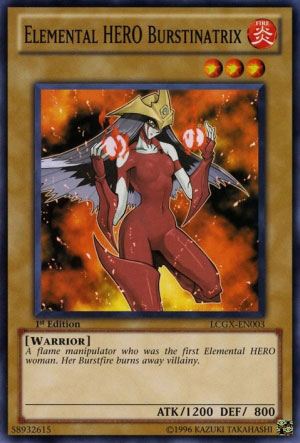 ELEMENTAL HERO BURSTINATRIX
FIRE
炎
1st Edition
LCGX-EN003
[WARRIOR]
A flame manipulator who was the first Elemental HERO
woman. Her Burstfire burns away villainy.
ATK/1200 DEF/ 800
58932615
©1996 KAZUKI TAKAHASHI